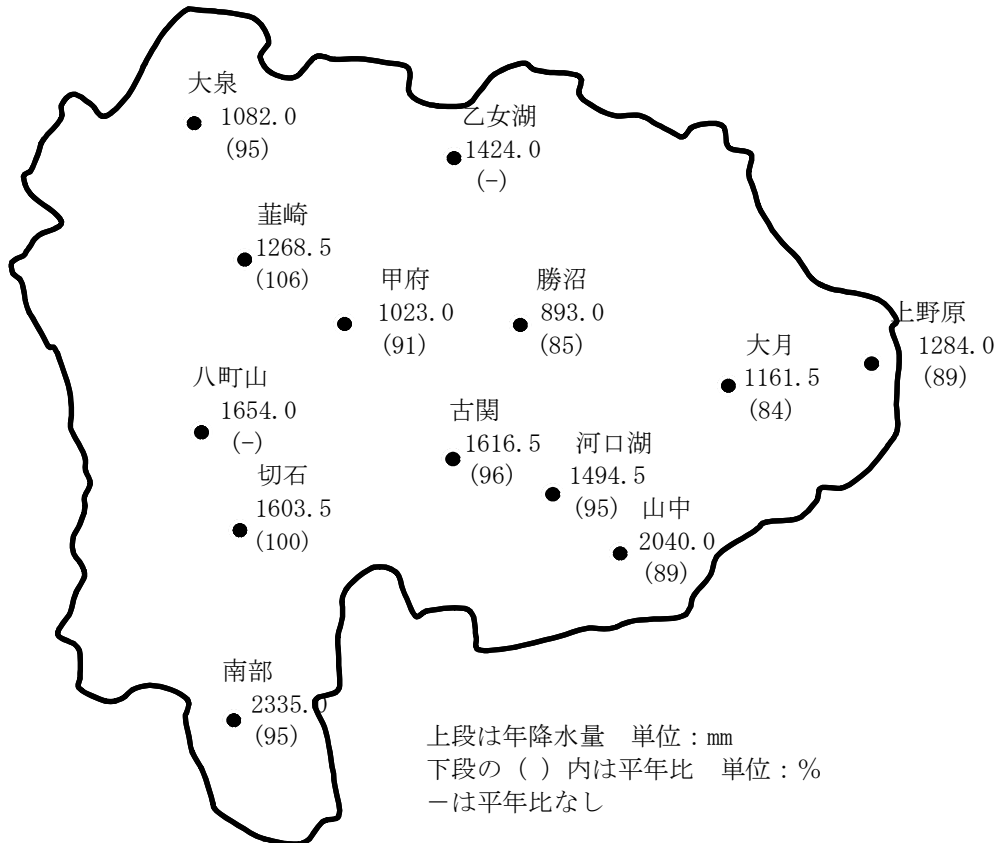 大泉
1082.0
(95)
乙女湖
1424.0
(-)
韮崎
1268.5
(106)
甲府
1023.0
(91)
勝沼
893.0
(85)
上野原
1284.0
(89)
大月
1161.5
(84)
八町山
1654.0
(-)
古関
1616.5
(96)
河口湖
1494.5
(95)
切石
1603.5
(100)
山中
2040.0
(89)
南部
2335.0
(95)
上段は年降水量 単位：㎜
下段の（ ）内は平年比 単位：％
－は平年比なし